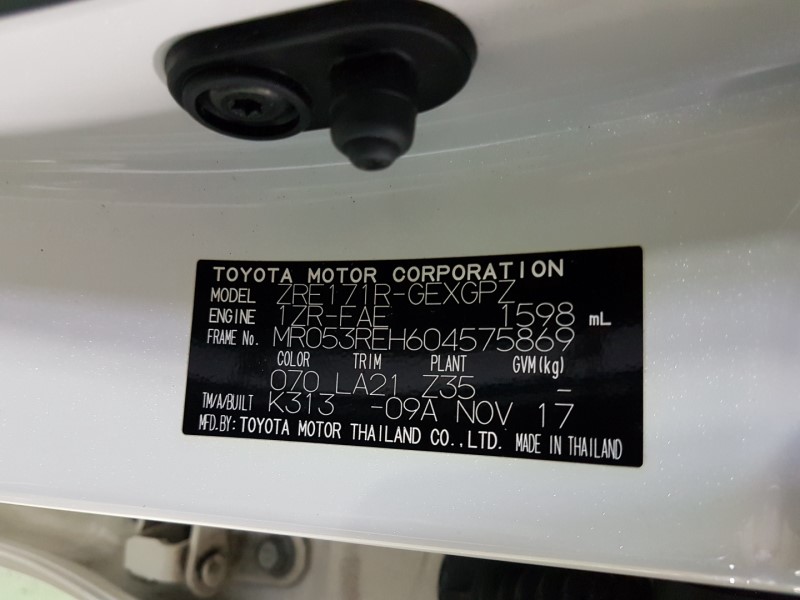 TOYOTA MOTOR CORPORATION
MODEL ZRE171R-GEXGPZ
ENGINE 1ZR-FAE 1598 mL
FRAME No. MR053REH604575869
COLOR TRIM PLANT GVM(kg)
070 LA21 Z35 -
TM/A/BUILT K313 -09A NOV 17
MFD.BY: TOYOTA MOTOR THAILAND CO.,LTD. MADE IN THAILAND